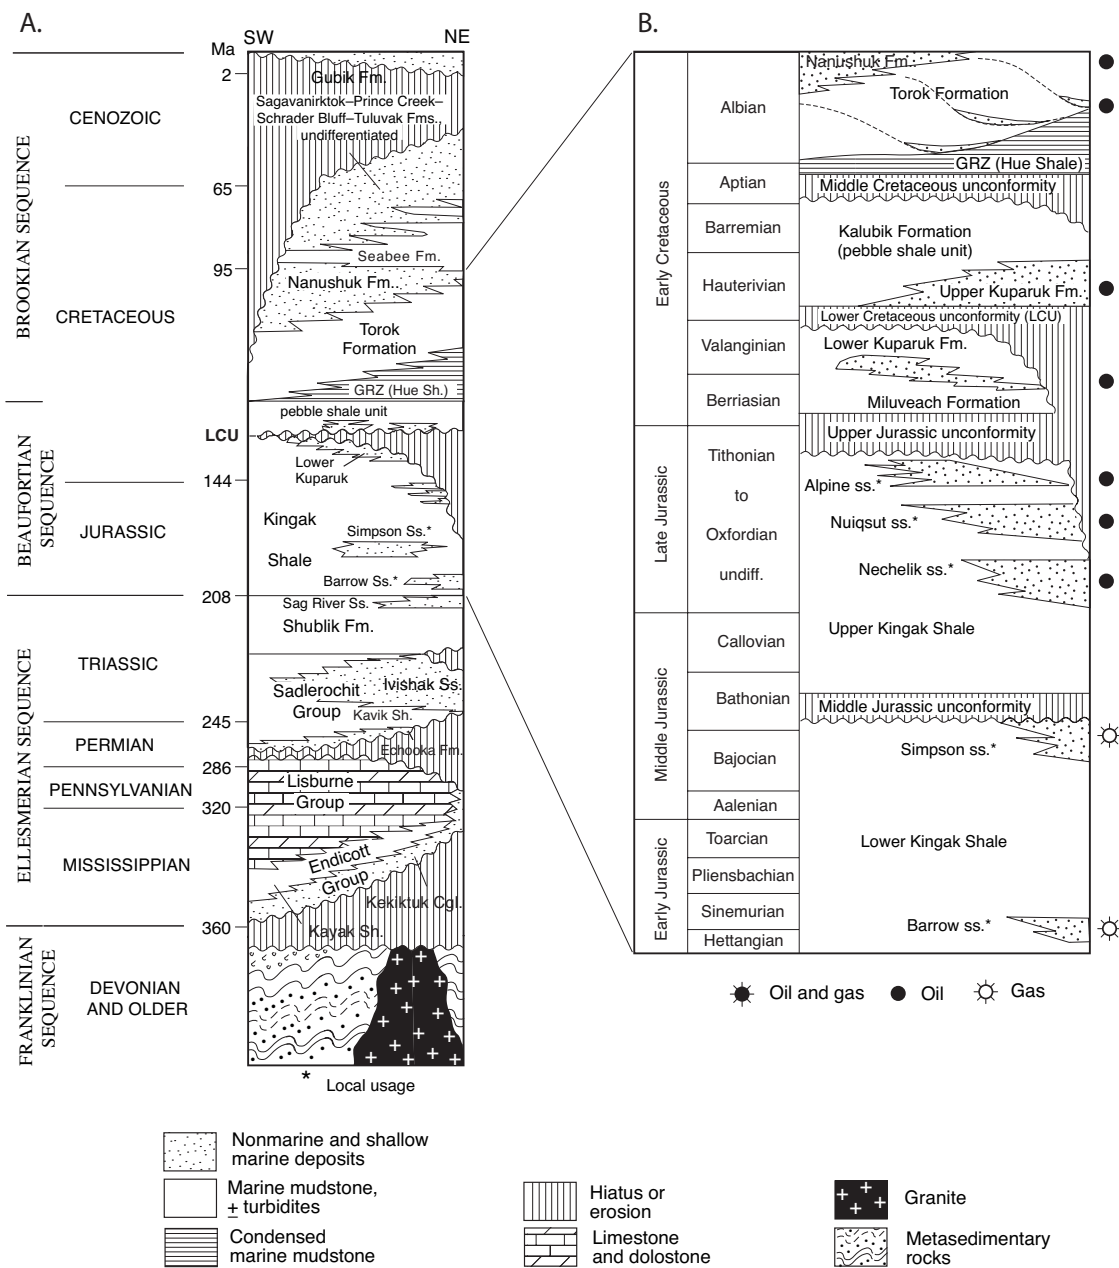 A.
SW
NE
Ma
2
65
95
LCU
144
208
245
286
320
360
BROOKIAN SEQUENCE
BEAUFORTIAN
SEQUENCE
ELLESMERIAN SEQUENCE
FRANKLINIAN
SEQUENCE
CENOZOIC
CRETACEOUS
JURASSIC
TRIASSIC
PERMIAN
PENNSYLVANIAN
MISSISSIPPIAN
DEVONIAN
AND OLDER
Gubik Fm.
Sagavanirktok–Prince Creek–
Schrader Bluff–Tuluvak Fms.,
undifferentiated
Seabee Fm.
Nanushuk Fm.
Torok
Formation
GRZ (Hue Sh.)
pebble shale unit
Lower
Kuparuk
Kingak
Simpson Ss.*
Shale
Barrow Ss.*
Sag River Ss.
Shublik Fm.
Ivishak Ss.
Sadlerochit
Group
Kavik Sh.
Echooka Fm.
Lisburne
Group
Endicott
Group
Kekiktuk Cgl.
Kayak Sh.
* Local usage
B.
Early Cretaceous
Late Jurassic
Middle Jurassic
Early Jurassic
Albian
Aptian
Barremian
Hauterivian
Valanginian
Berriasian
Tithonian
to
Oxfordian
undiff.
Callovian
Bathonian
Bajocian
Aalenian
Toarcian
Pliensbachian
Sinemurian
Hettangian
Nanushuk Fm.
Torok Formation
GRZ (Hue Shale)
Middle Cretaceous unconformity
Kalubik Formation
(pebble shale unit)
Upper Kuparuk Fm.
Lower Cretaceous unconformity (LCU)
Lower Kuparuk Fm.
Miluveach Formation
Upper Jurassic unconformity
Alpine ss.*
Nuiqsut ss.*
Nechelik ss.*
Upper Kingak Shale
Middle Jurassic unconformity
Simpson ss.*
Lower Kingak Shale
Barrow ss.*
Oil and gas
Oil
Gas
Nonmarine and shallow
marine deposits
Marine mudstone,
± turbidites
Condensed
marine mudstone
Hiatus or
erosion
Limestone
and dolostone
Granite
Metasedimentary
rocks